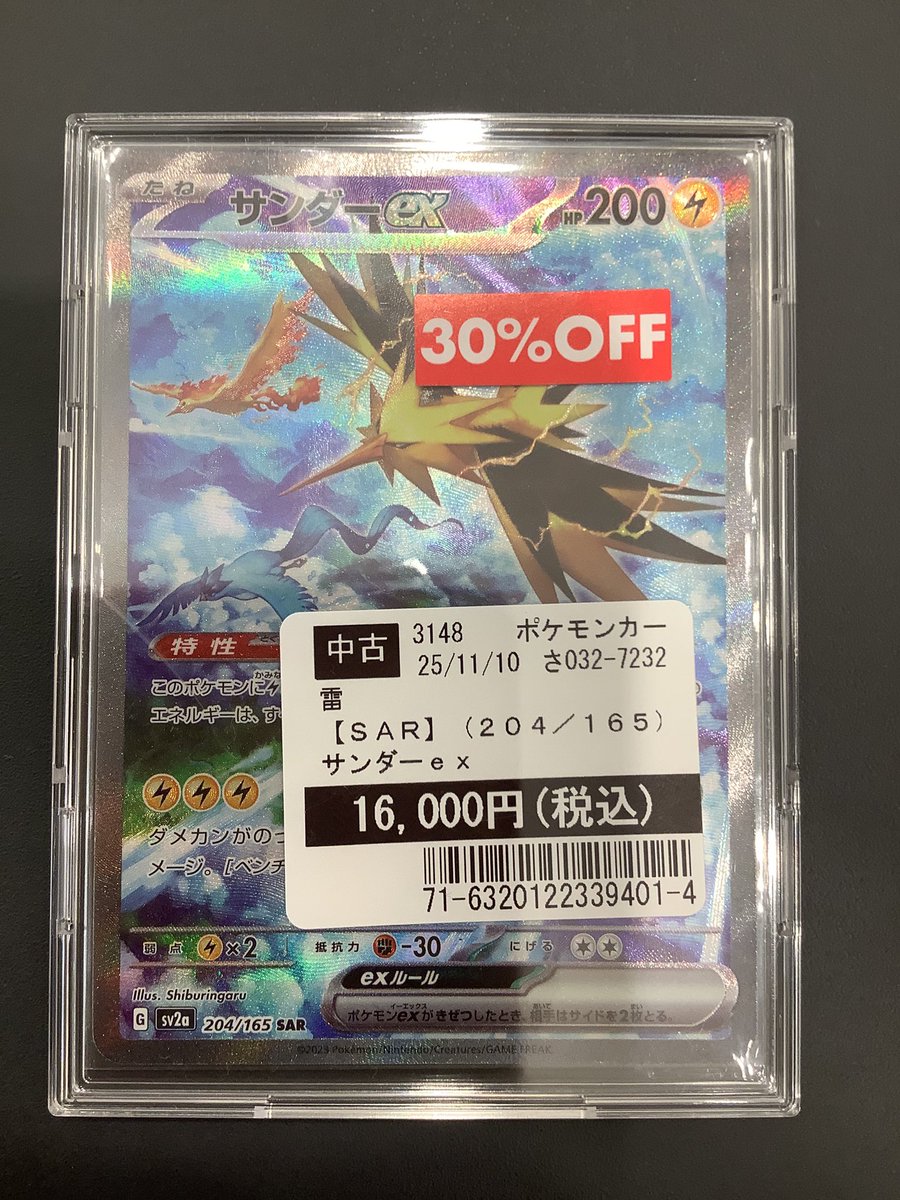 たね サンダーex HP200
30%OFF
特性
このポケモンに
エネルギーは、す
中古 3148 ポケモンカー
25/11/10 さ032-7232
雷
【SAR】(204/165)
サンダーex
16,000円(税込)
71-6320122339401-4
ダメカンがのっ
メージ。[ベンチ
弱点 ×2 抵抗力 -30 にげる
exルール
ポケモンexがきぜつしたとき、相手はサイドを2枚とる。
Illus. Shiburingaru
G sv2a 204/165 SAR
©2023 Pokémon/Nintendo/Creatures/GAME FREAK.